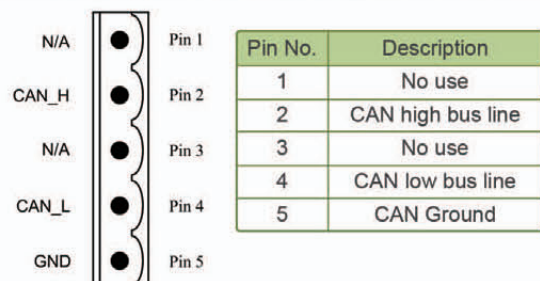 N/A Pin 1
CAN_H Pin 2
N/A Pin 3
CAN_L Pin 4
GND Pin 5
Pin No. Description
1 No use
2 CAN high bus line
3 No use
4 CAN low bus line
5 CAN Ground